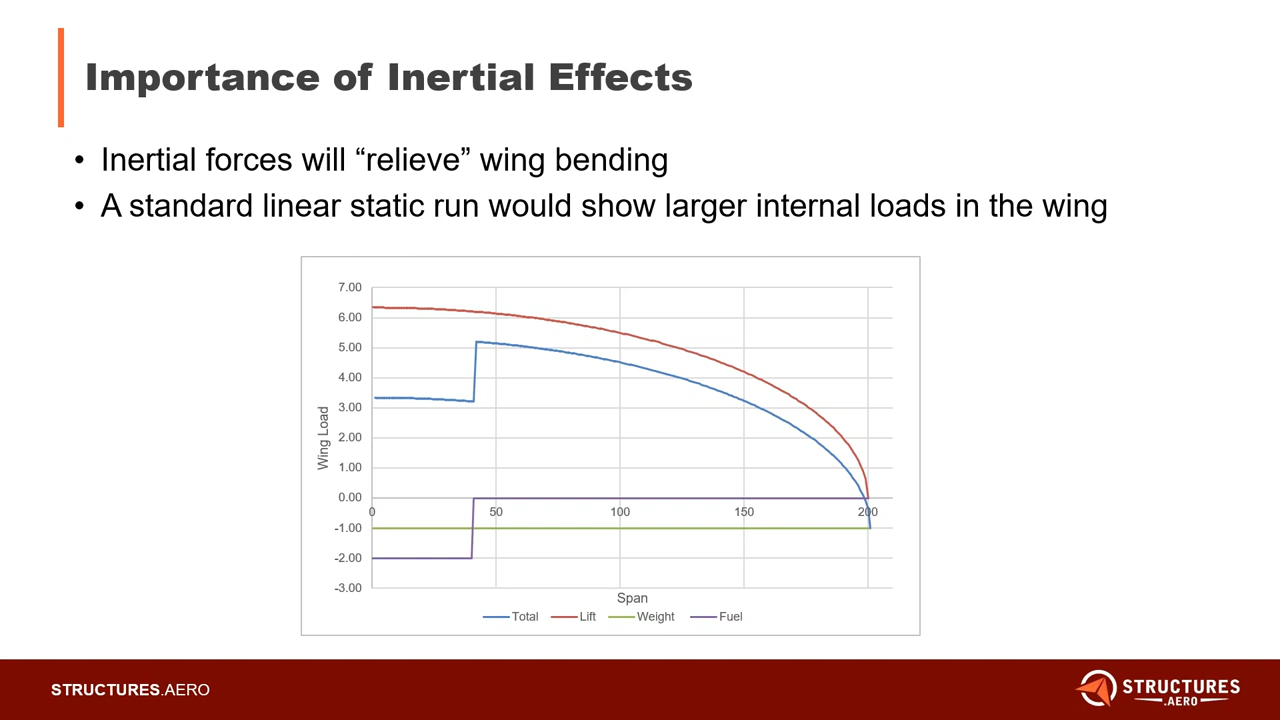 Importance of Inertial Effects
• Inertial forces will “relieve” wing bending
• A standard linear static run would show larger internal loads in the wing
7.00
6.00
5.00
4.00
3.00
2.00
1.00
0.00
-1.00
-2.00
-3.00
Wing Load
0 50 100 150 200
Span
Total Lift Weight Fuel
STRUCTURES.AERO
STRUCTURES
.AERO